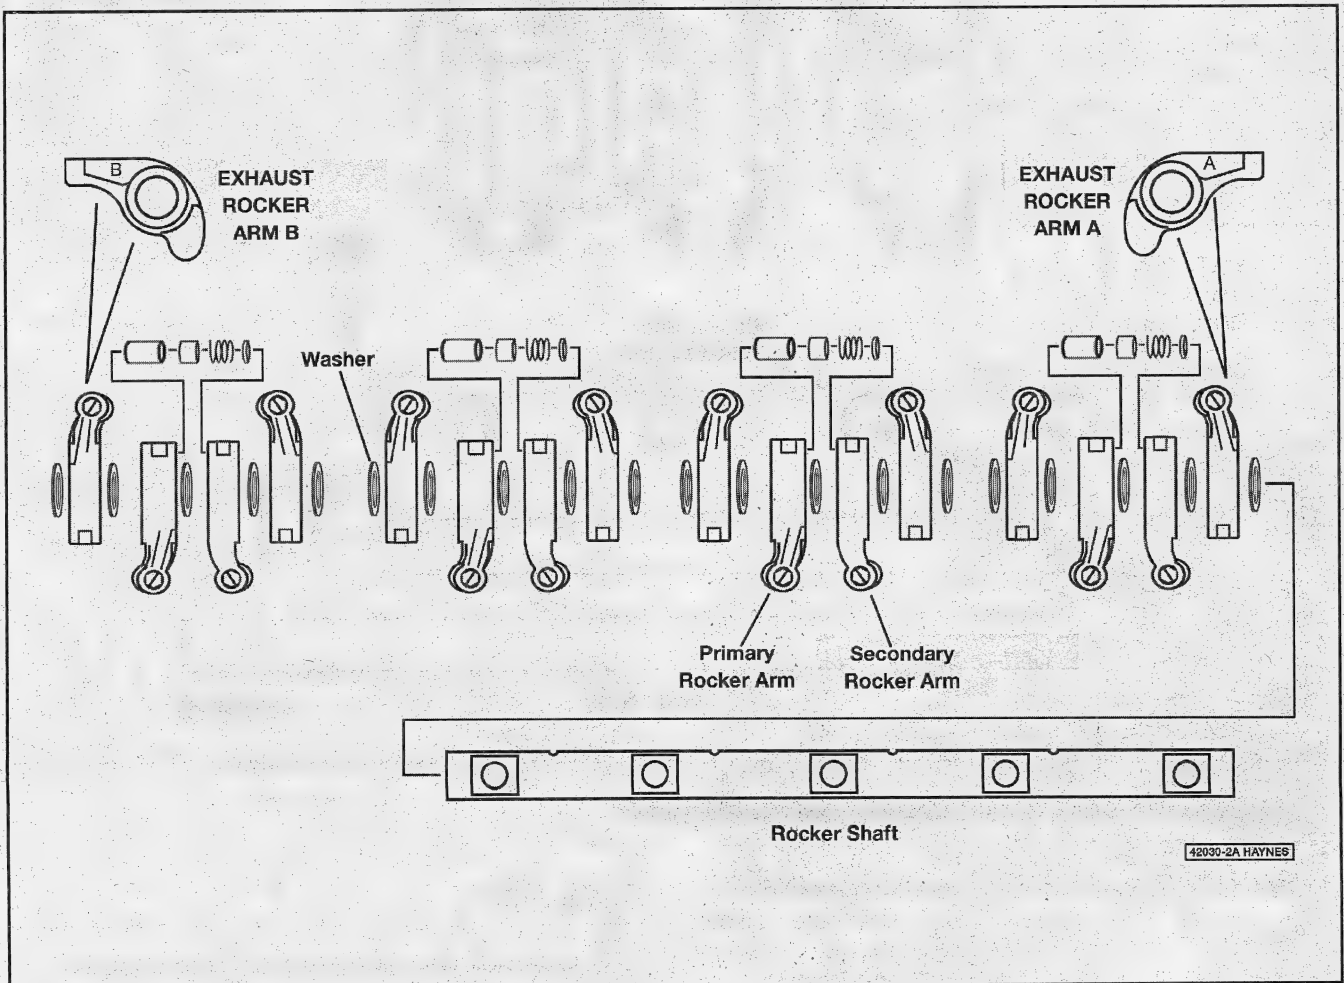 B
EXHAUST
ROCKER
ARM B
EXHAUST
ROCKER
ARM A
A
Washer
Primary
Rocker Arm
Secondary
Rocker Arm
Rocker Shaft
42030-2A HAYNES